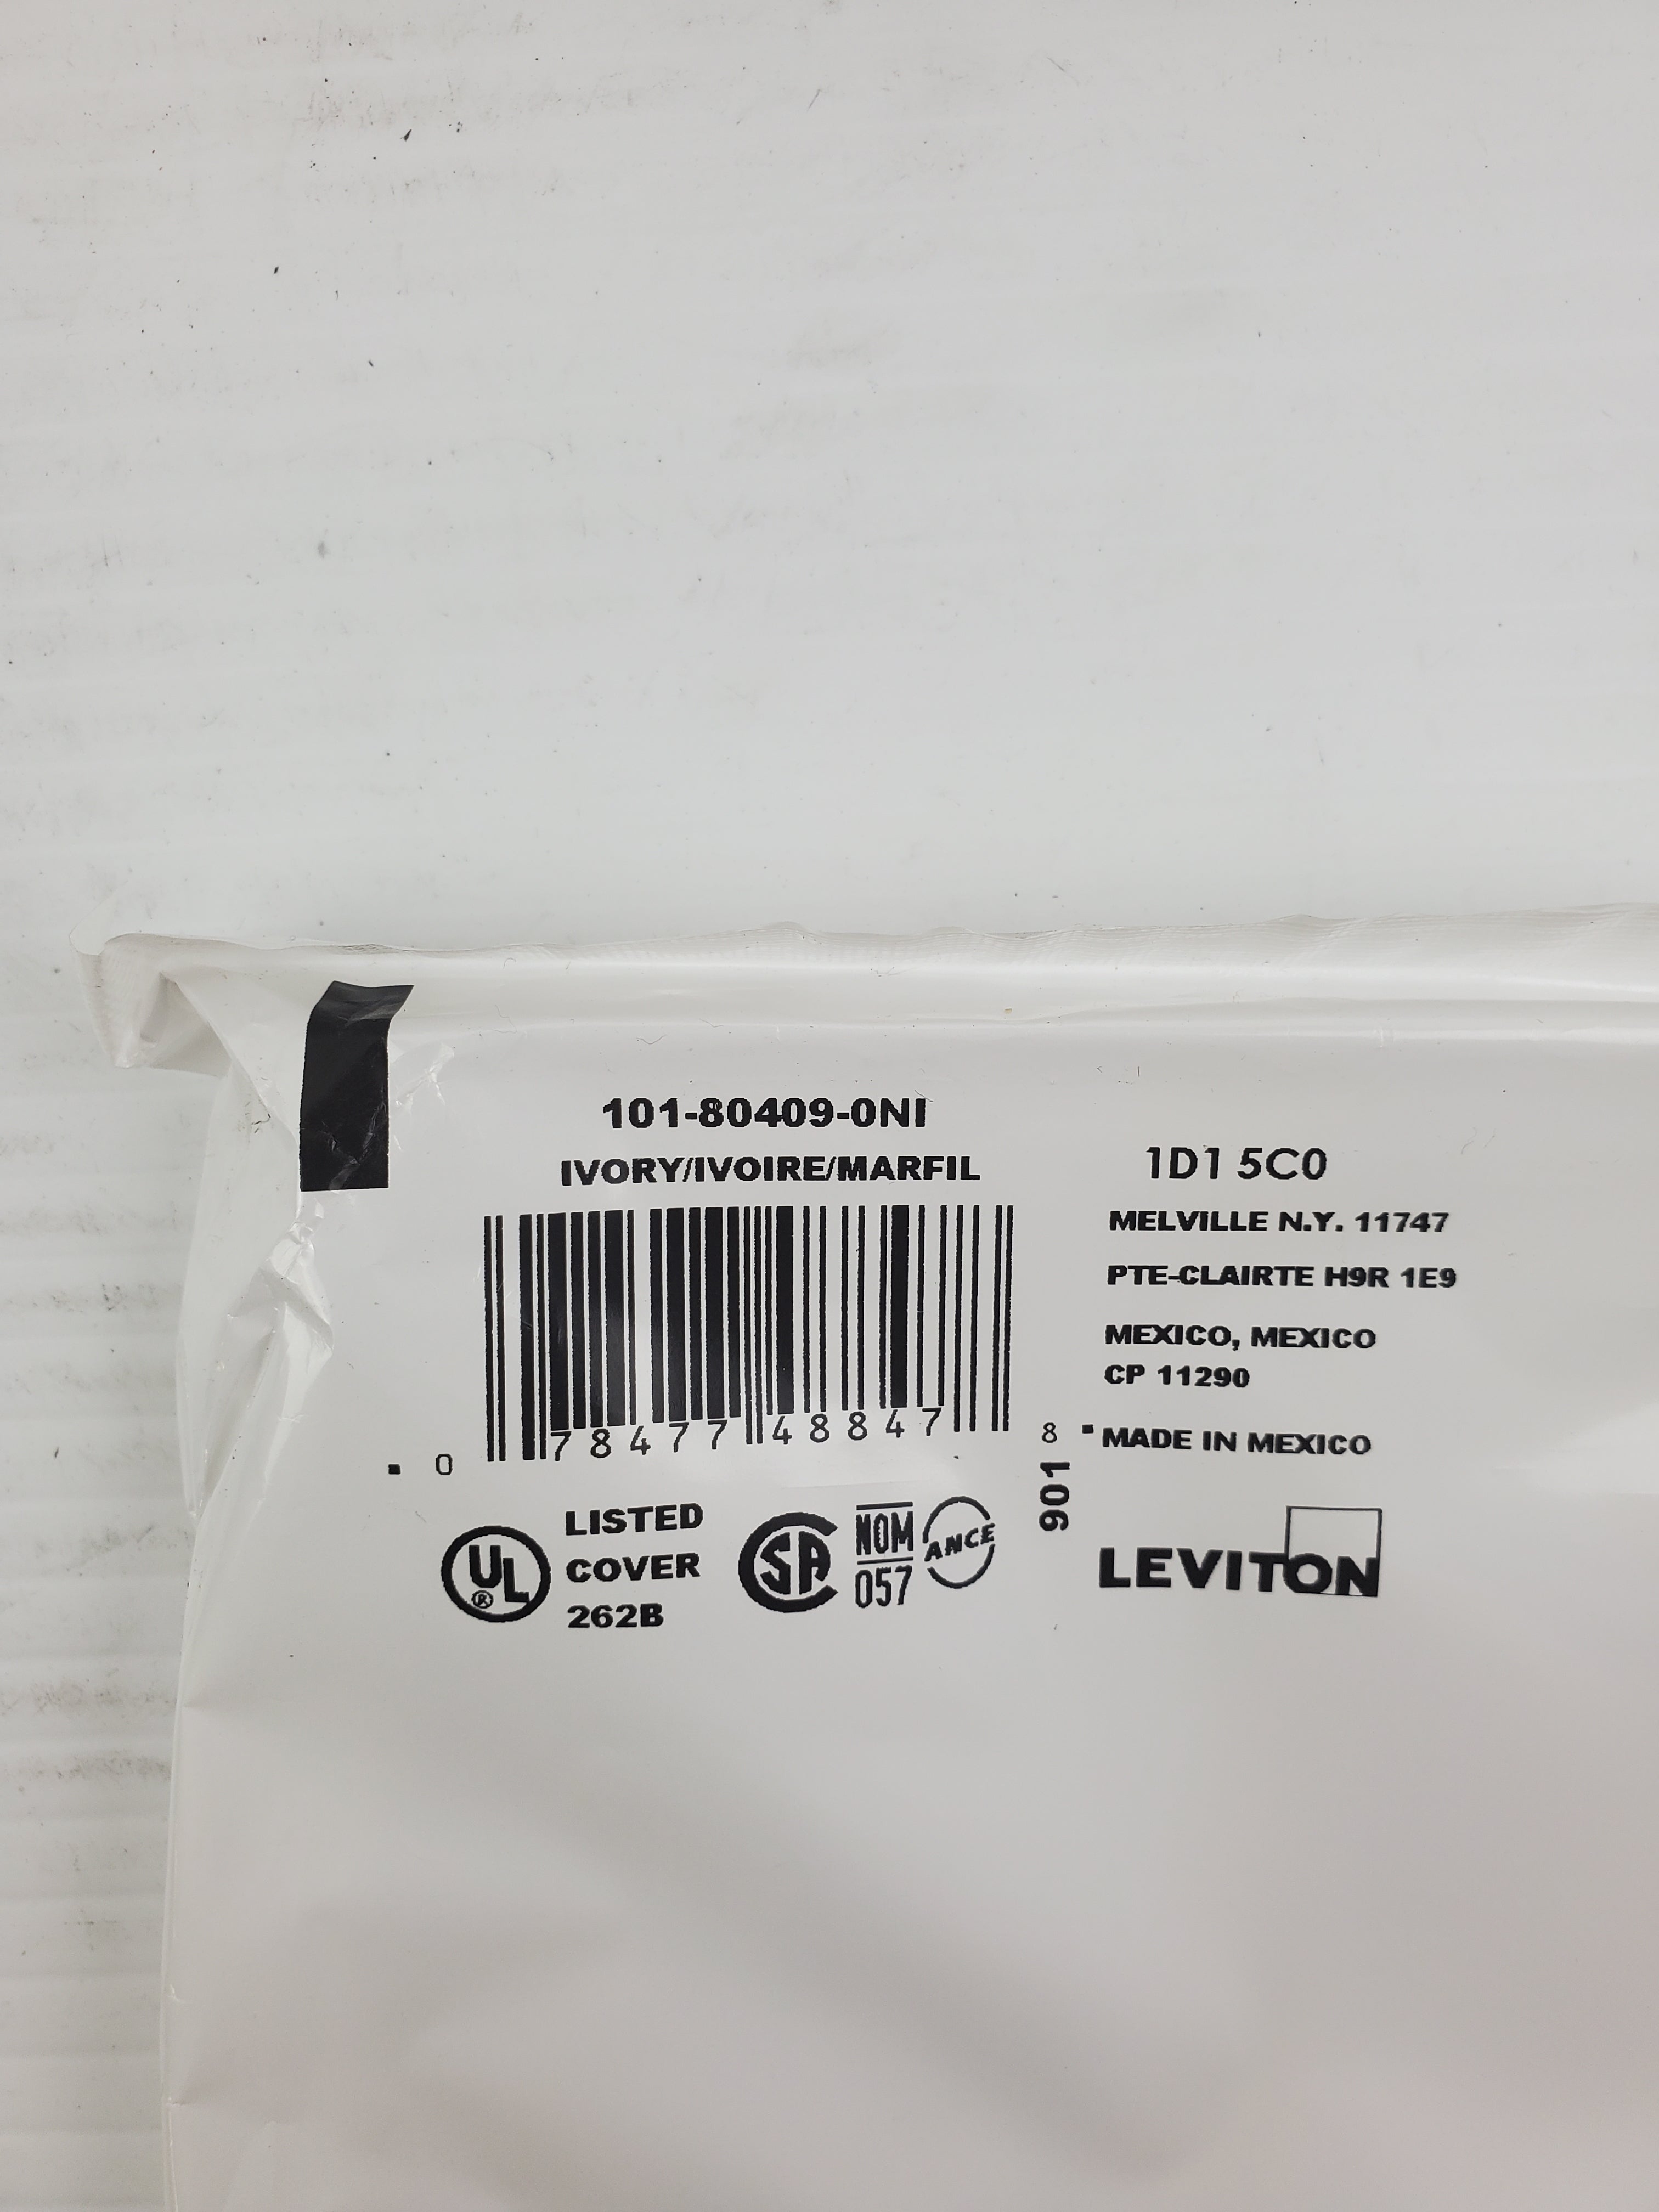 101-80409-0NI
IVORY/IVOIRE/MARFIL
0 78477 48847 8
UL ®
LISTED
COVER
262B
SA
NOM
057
ANCE
1D1 5C0
MELVILLE N.Y. 11747
PTE-CLAIRTE H9R 1E9
MEXICO, MEXICO
CP 11290
MADE IN MEXICO
901
LEVITON